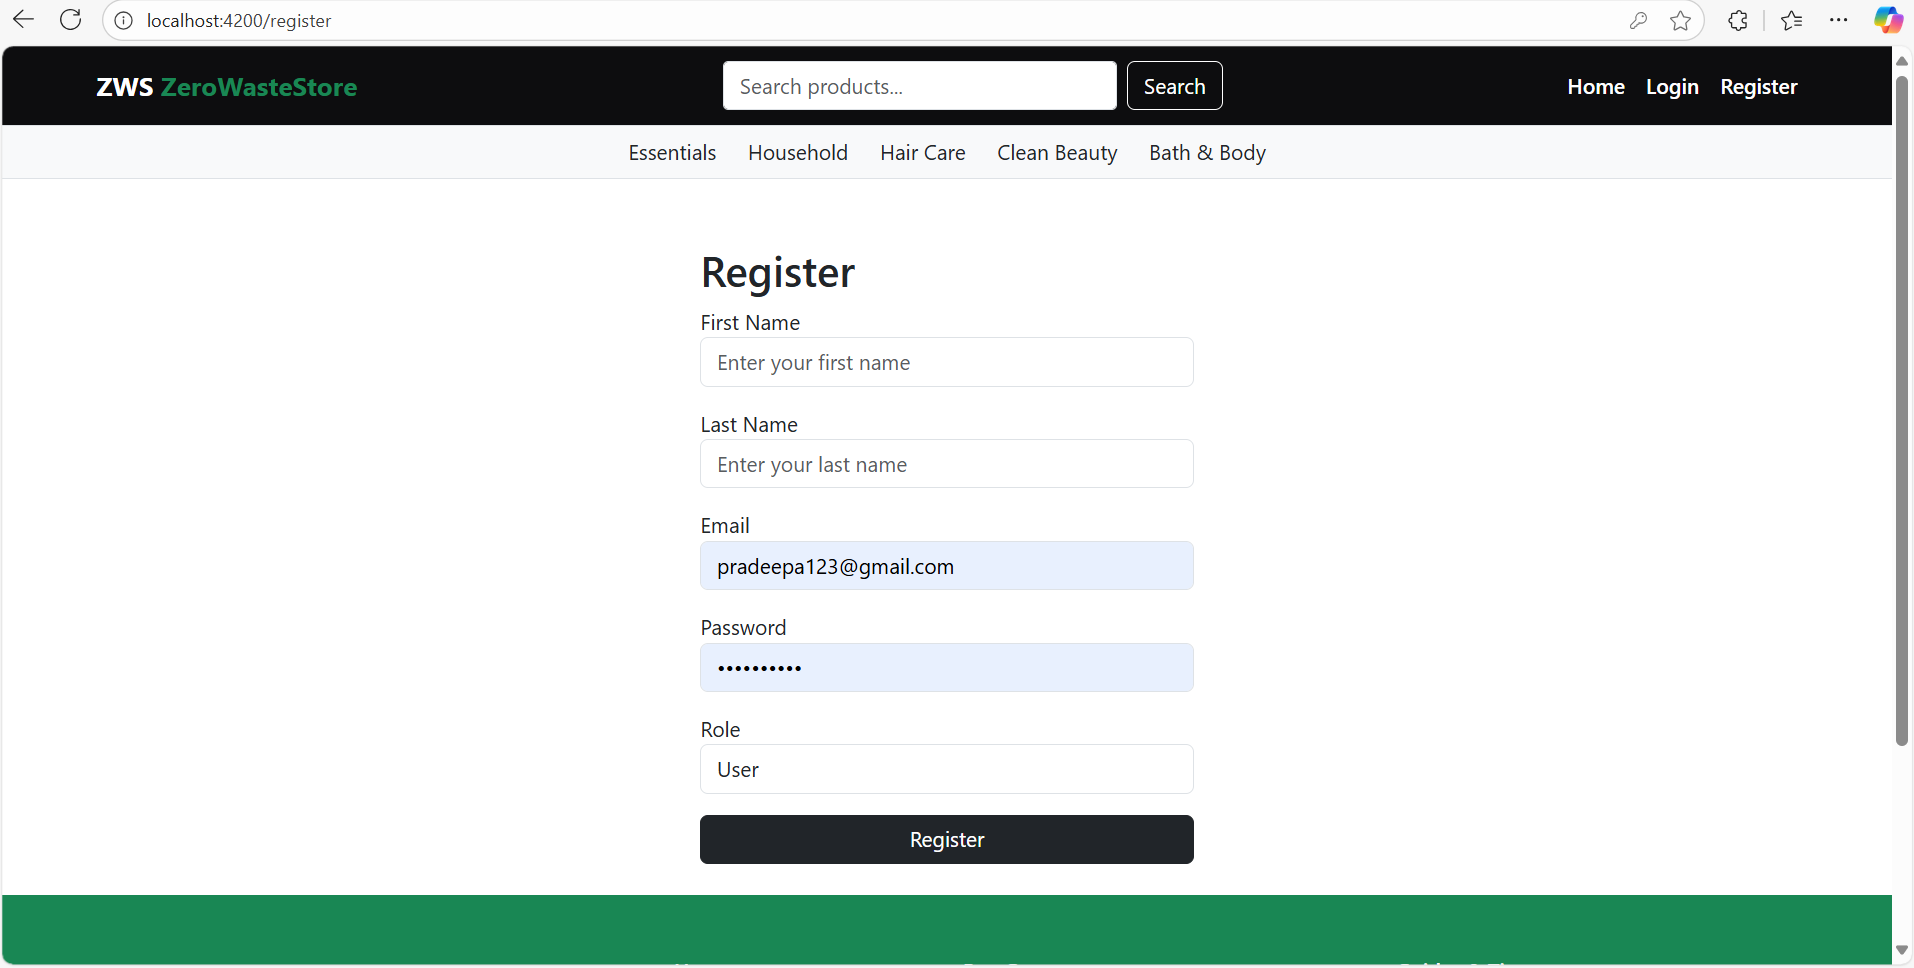 localhost:4200/register
ZWS ZeroWasteStore
Search products...
Search
Home Login Register
Essentials Household Hair Care Clean Beauty Bath & Body
Register
First Name
Enter your first name
Last Name
Enter your last name
Email
pradeepa123@gmail.com
Password
••••••••••
Role
User
Register